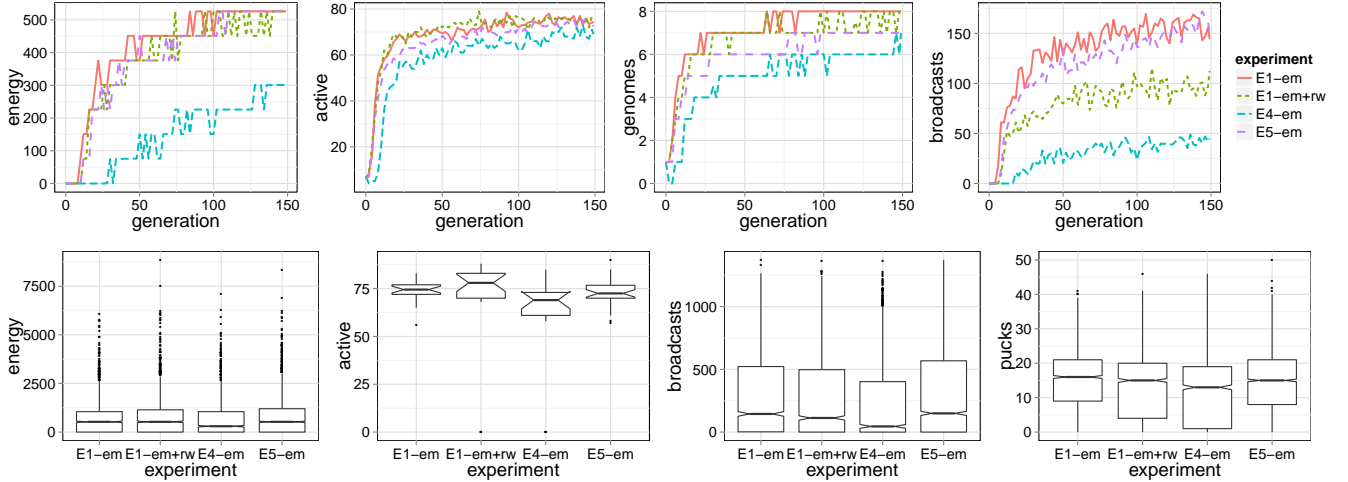 energy
500
400
300
200
100
0
0 50 100 150
generation
active
80
60
40
20
0 50 100 150
generation
genomes
8
6
4
2
0
0 50 100 150
generation
broadcasts
150
100
50
0
0 50 100 150
generation
experiment
E1−em
E1−em+rw
E4−em
E5−em
energy
7500
5000
2500
0
E1−em E1−em+rw E4−em E5−em
experiment
active
75
50
25
0
E1−em E1−em+rw E4−em E5−em
experiment
broadcasts
1000
500
0
E1−em E1−em+rw E4−em E5−em
experiment
pucks
50
40
30
20
10
0
E1−em E1−em+rw E4−em E5−em
experiment